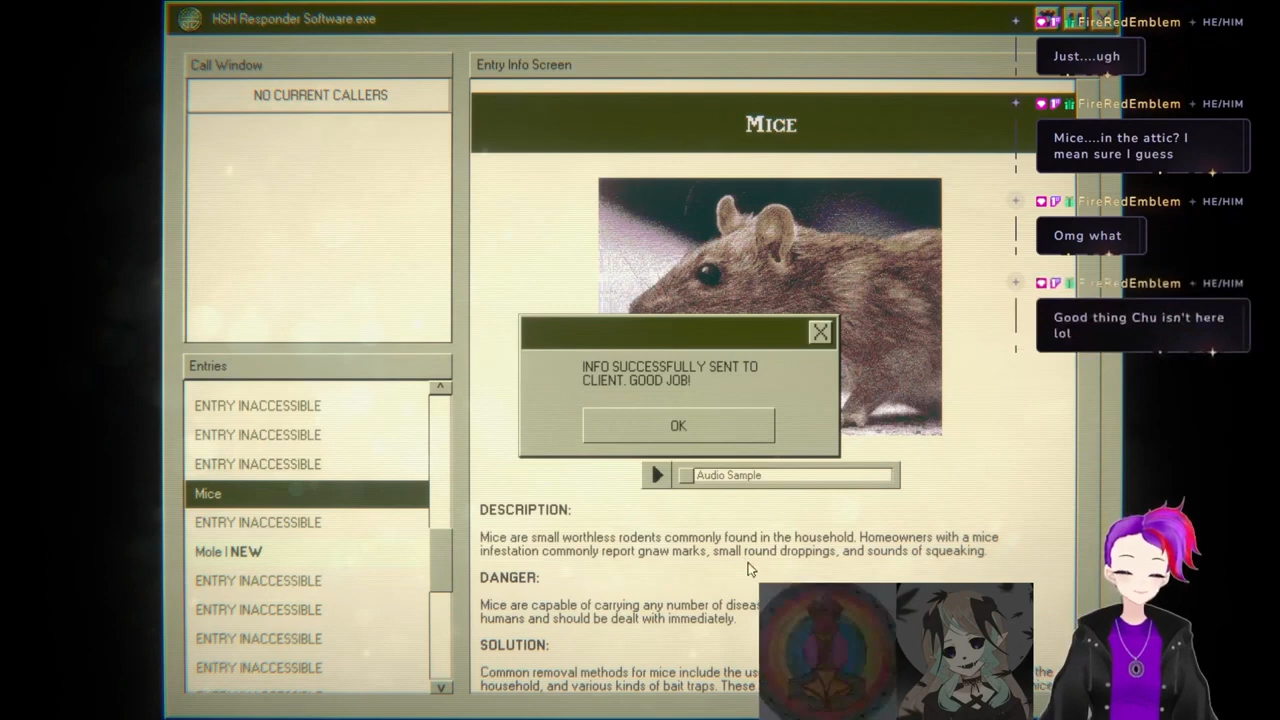 HSH Responder Software.exe
Call Window
NO CURRENT CALLERS
Entries
ENTRY INACCESSIBLE
ENTRY INACCESSIBLE
ENTRY INACCESSIBLE
Mice
ENTRY INACCESSIBLE
Mole | NEW
ENTRY INACCESSIBLE
ENTRY INACCESSIBLE
ENTRY INACCESSIBLE
ENTRY INACCESSIBLE
Entry Info Screen
MICE
INFO SUCCESSFULLY SENT TO
CLIENT. GOOD JOB!
OK
Audio Sample
DESCRIPTION:
Mice are small worthless rodents commonly found in the household. Homeowners with a mice
infestation commonly report gnaw marks, small round droppings, and sounds of squeaking.
DANGER:
Mice are capable of carrying any number of
humans and should be dealt with immediately.
SOLUTION:
Common removal methods for mice include the
household, and various kinds of bait traps. These
FireRedEmblem HE/HIM
Just....ugh
FireRedEmblem HE/HIM
Mice....in the attic? I
mean sure I guess
FireRedEmblem HE/HIM
Omg what
FireRedEmblem HE/HIM
Good thing Chu isn't here
lol